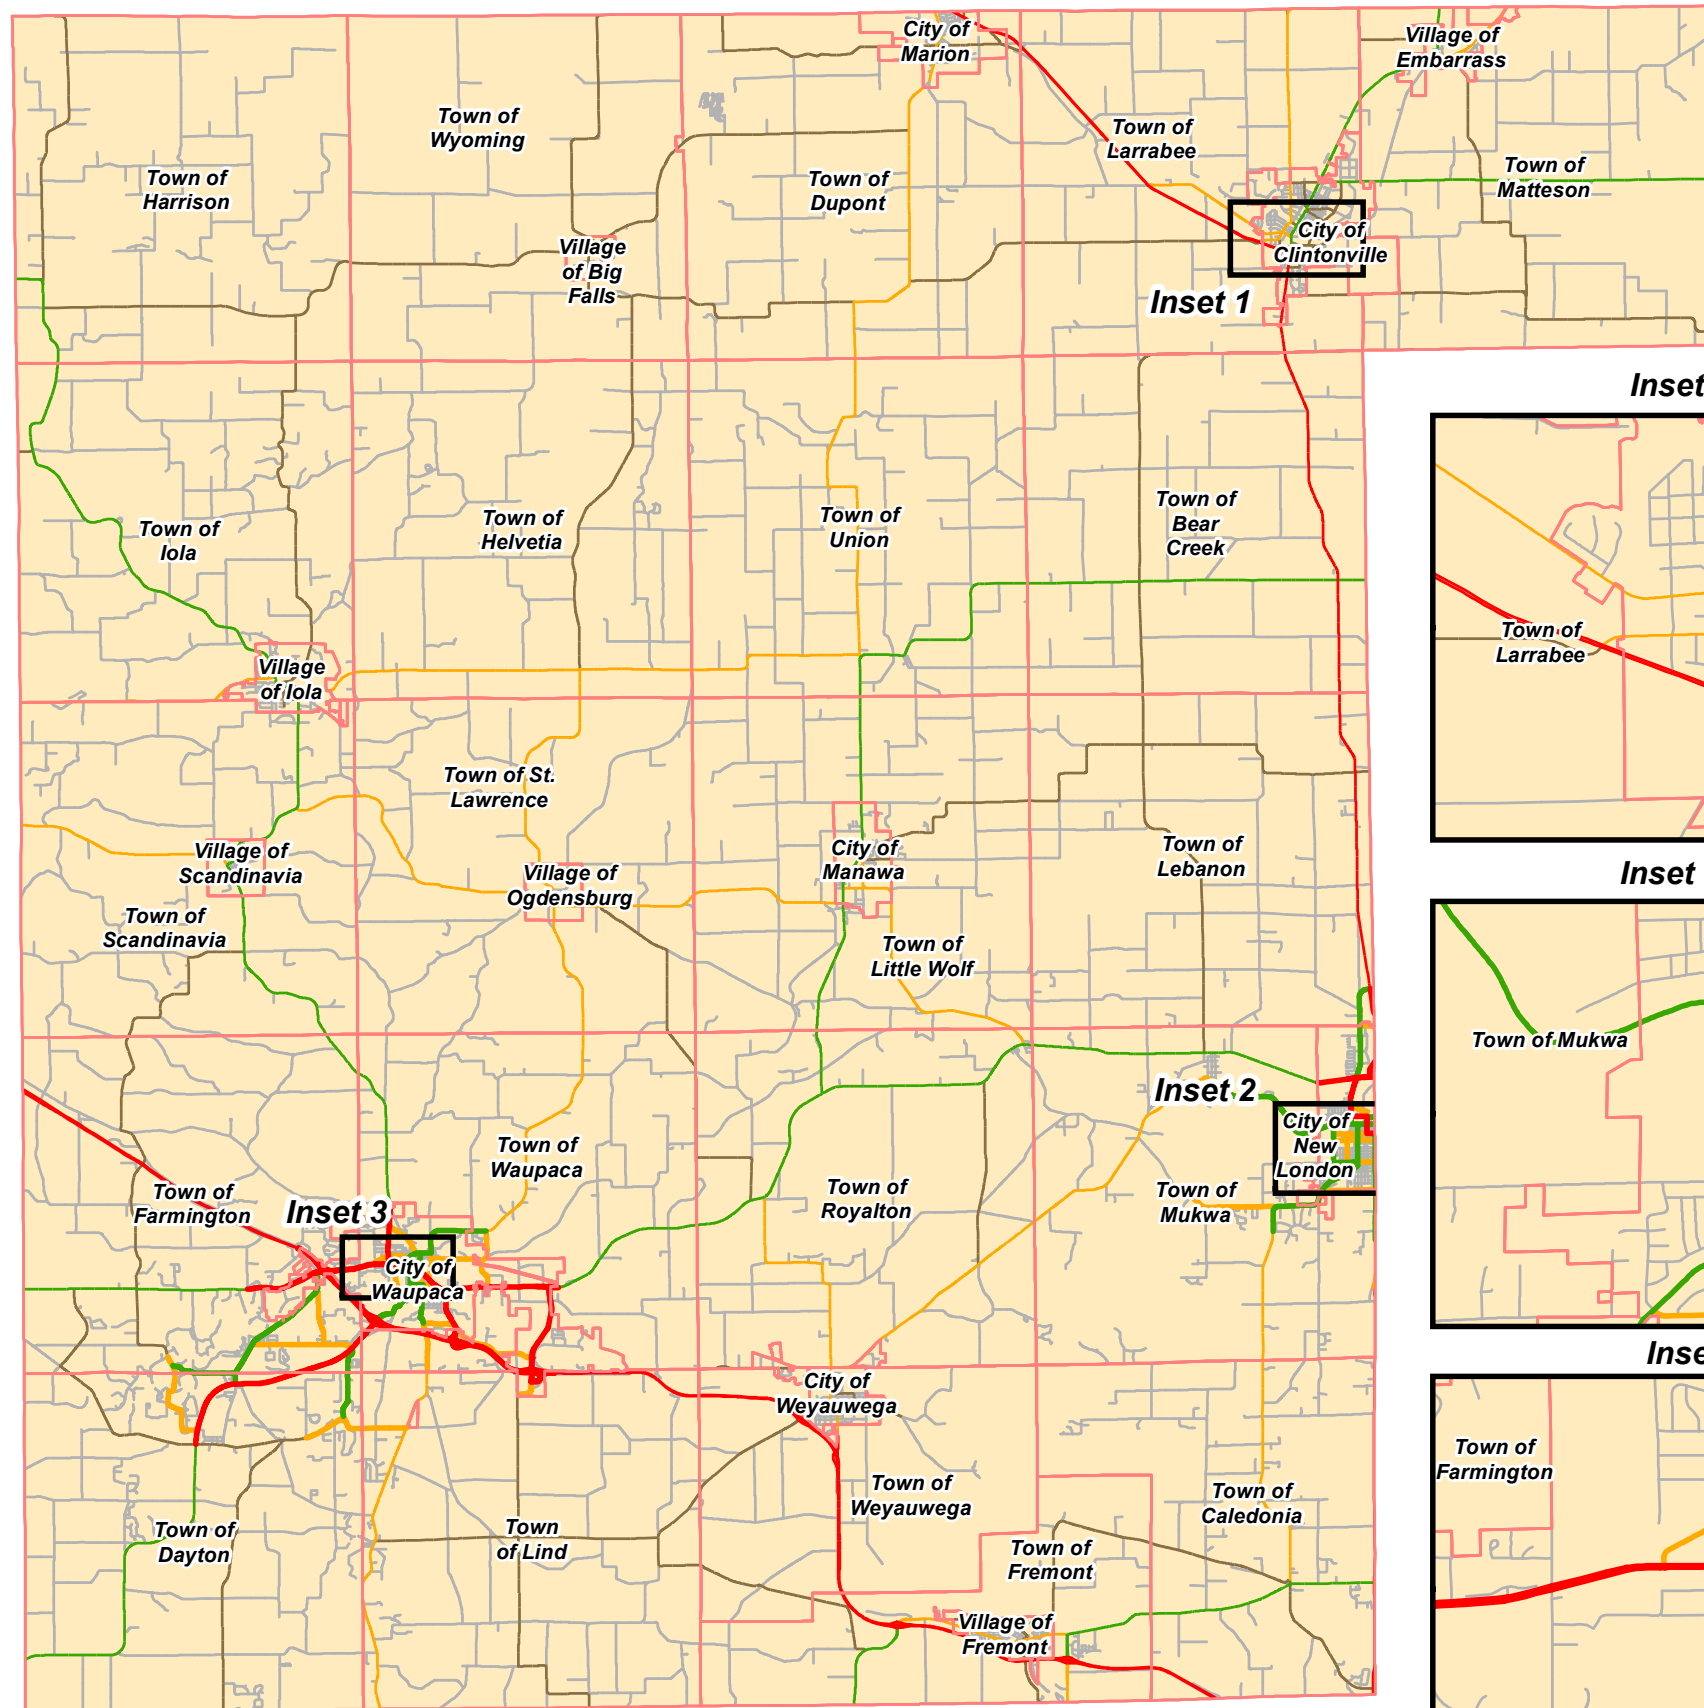 City of
Marion
Village of
Embarrass
Town of
Wyoming
Town of
Larrabee
Town of
Harrison
Town of
Dupont
Town of
Matteson
Village
of Big
Falls
City of
Clintonville
Inset 1
Inset
Town of
Iola
Town of
Helvetia
Town of
Union
Town of
Bear
Creek
Town of
Larrabee
Village
of Iola
Town of St.
Lawrence
Village of
Scandinavia
Village of
Ogdensburg
City of
Manawa
Town of
Lebanon
Inset
Town of
Scandinavia
Town of
Little Wolf
Town of Mukwa
Inset 2
City of
New
London
Town of
Waupaca
Town of
Farmington
Inset 3
Town of
Royalton
Town of
Mukwa
City of
Waupaca
Inse
City of
Weyauwega
Town of
Farmington
Town of
Weyauwega
Town of
Caledonia
Town of
Dayton
Town
of Lind
Town of
Fremont
Village of
Fremont